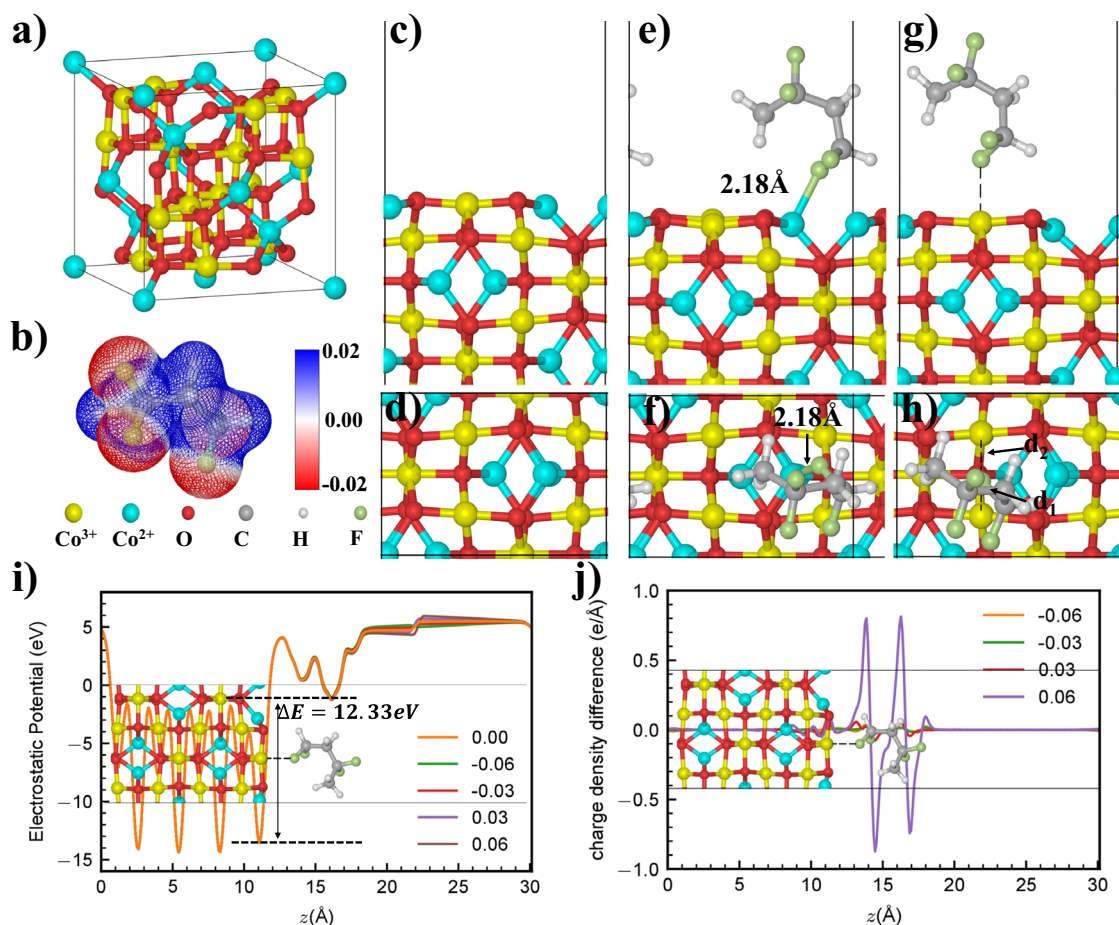 a)
b)
0.02
0.00
-0.02
Co3+ Co2+ O C H F
c)
d)
e)
2.18Å
f)
2.18Å
g)
h)
d2
d1
i)
Electrostatic Potential (eV)
5
0
−5
−10
−15
0 5 10 15 20 25 30
z(Å)
ΔE = 12.33eV
0.00
-0.06
-0.03
0.03
0.06
j)
charge density difference (e/Å)
1.0
0.5
0.0
−0.5
−1.0
0 5 10 15 20 25 30
z(Å)
-0.06
-0.03
0.03
0.06